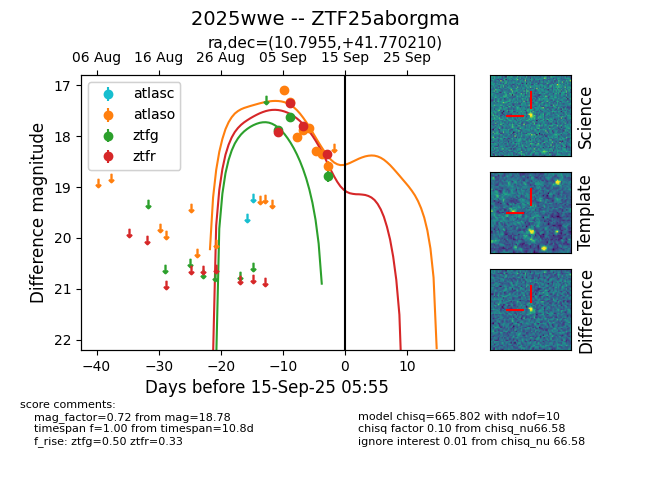 2025wwe -- ZTF25aborgma
ra,dec=(10.7955,+41.770210)
06 Aug 16 Aug 26 Aug 05 Sep 15 Sep 25 Sep
atlasc
atlaso
ztfg
ztfr
17
18
19
20
21
22
Difference magnitude
−40 −30 −20 −10 0 10
Days before 15-Sep-25 05:55
Science
Template
Difference
score comments:
mag_factor=0.72 from mag=18.78
timespan f=1.00 from timespan=10.8d
f_rise: ztfg=0.50 ztfr=0.33
model chisq=665.802 with ndof=10
chisq factor 0.10 from chisq_nu66.58
ignore interest 0.01 from chisq_nu 66.58